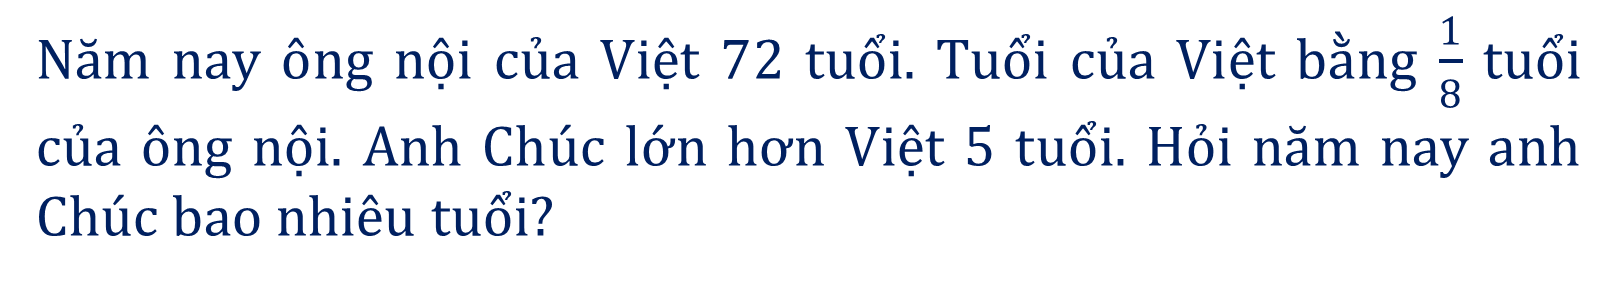 Năm nay ông nội của Việt 72 tuổi. Tuổi của Việt bằng 1/8 tuổi
của ông nội. Anh Chúc lớn hơn Việt 5 tuổi. Hỏi năm nay anh
Chúc bao nhiêu tuổi?